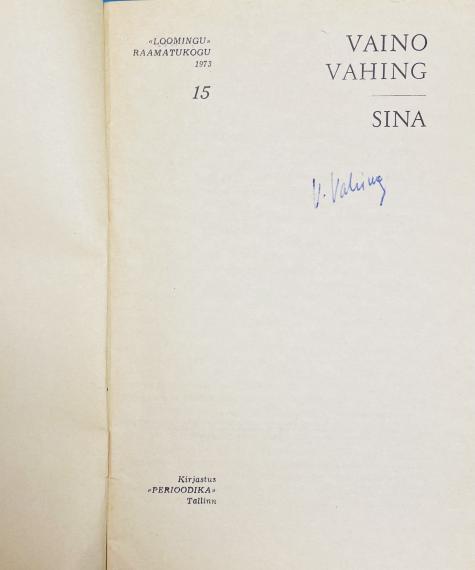 «LOOMINGU»
RAAMATUKOGU
1973
15
VAINO
VAHING
SINA
V. Vahing
Kirjastus
«PERIOODIKA»
Tallinn